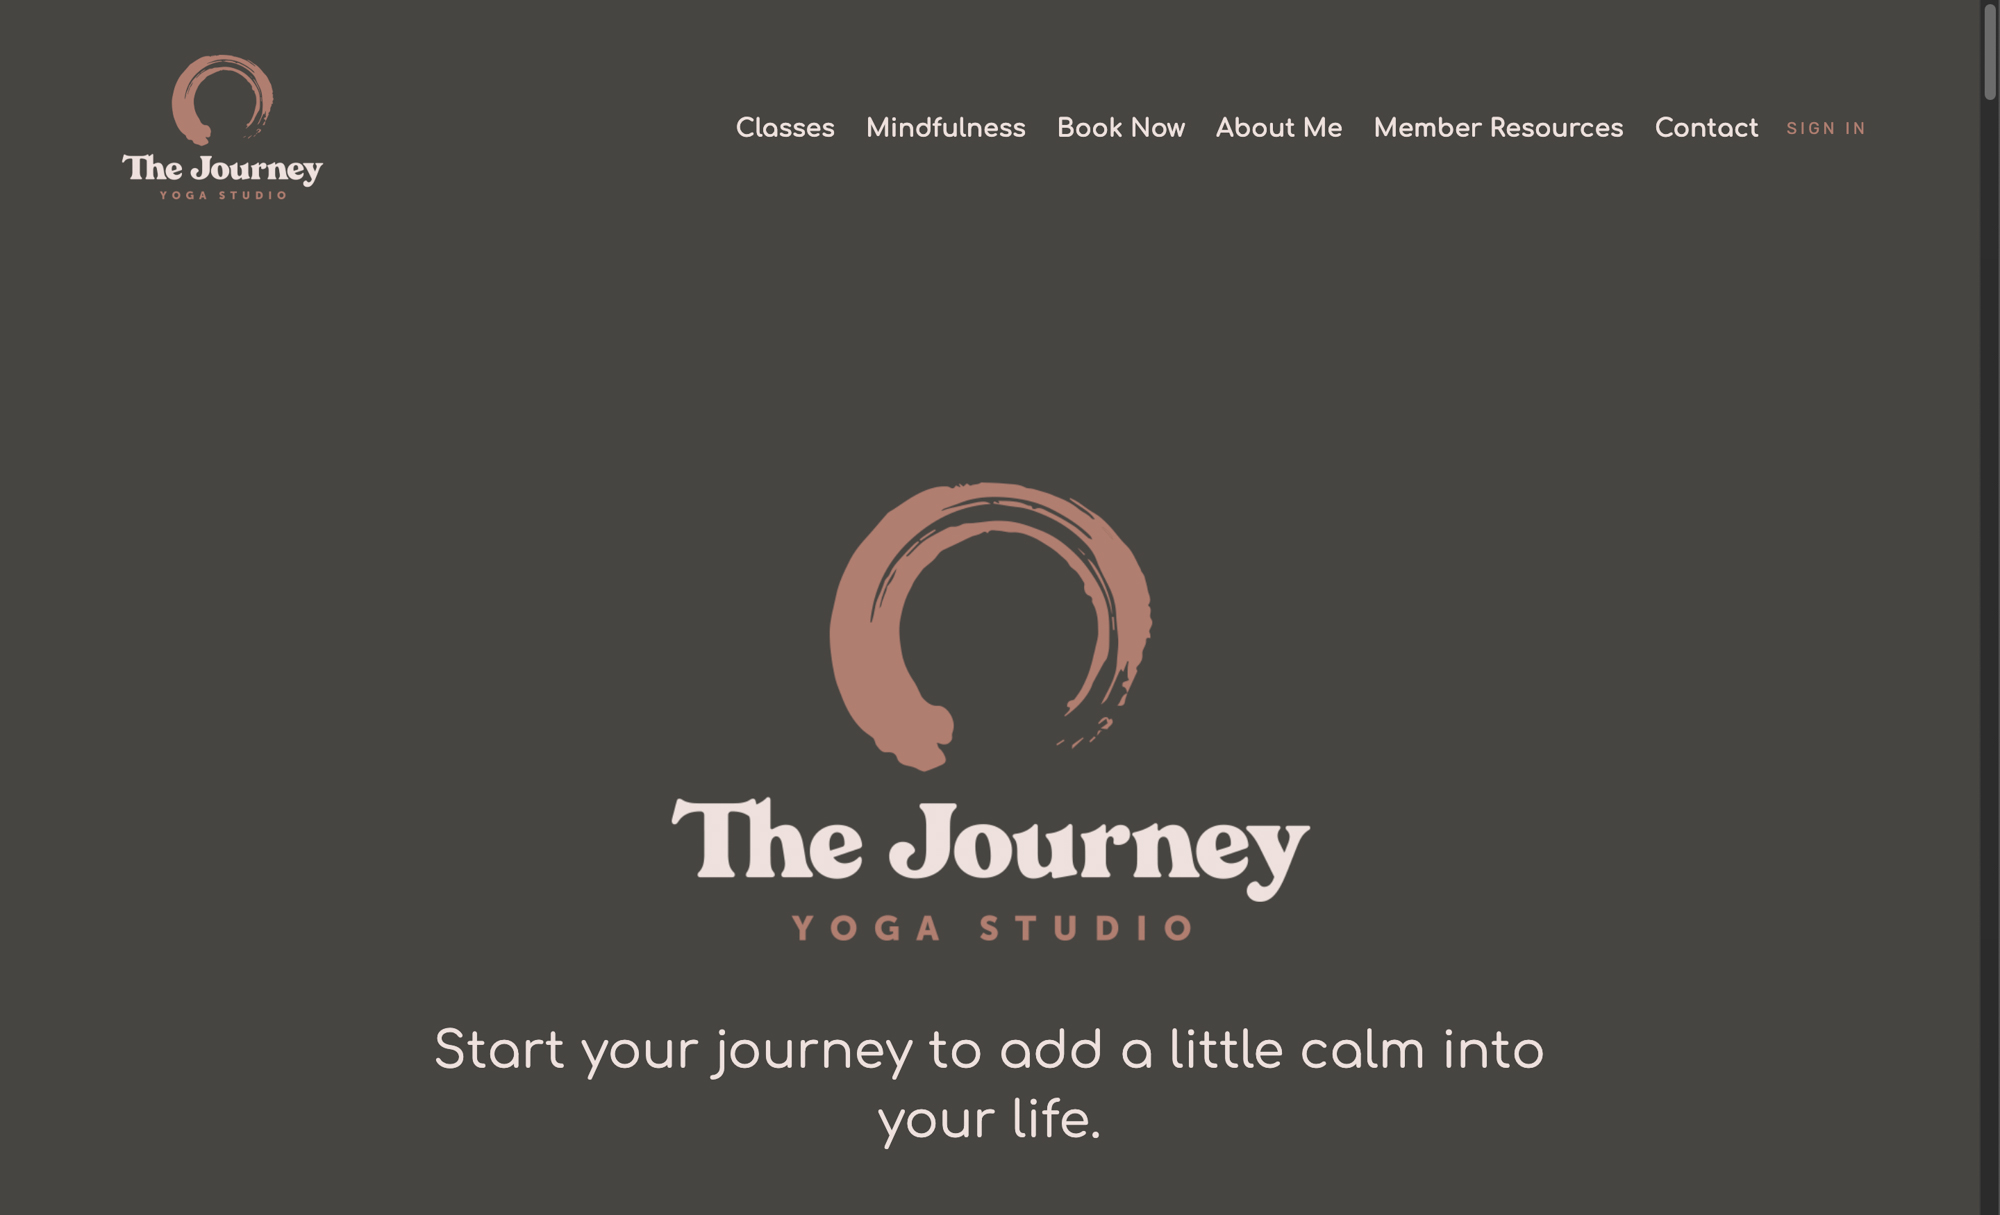 The Journey
YOGA STUDIO
Classes Mindfulness Book Now About Me Member Resources Contact SIGN IN
The Journey
YOGA STUDIO
Start your journey to add a little calm into
your life.